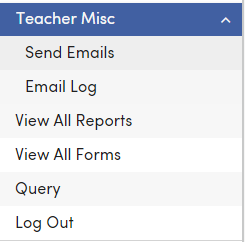 Teacher Misc
Send Emails
Email Log
View All Reports
View All Forms
Query
Log Out